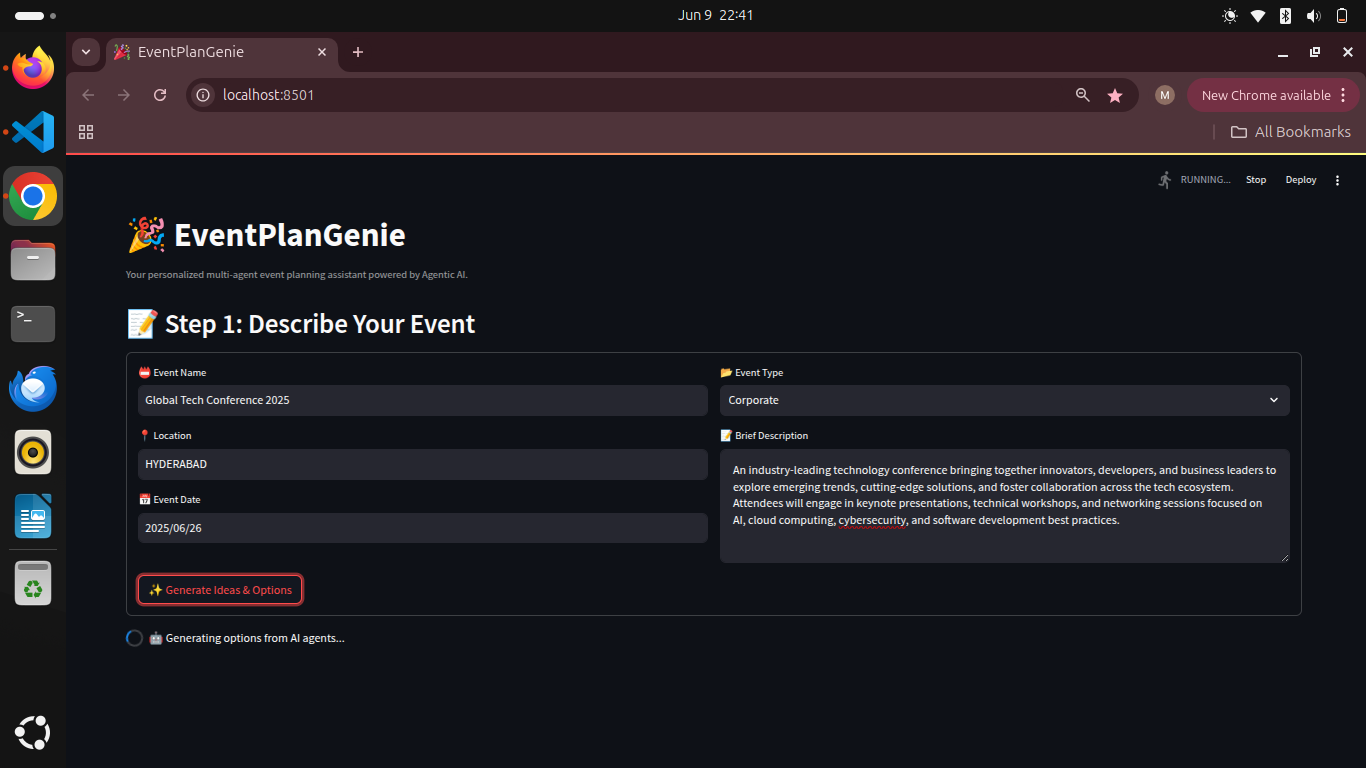 Jun 9 22:41
EventPlanGenie
localhost:8501
M
New Chrome available
All Bookmarks
RUNNING...
Stop
Deploy
🎉 EventPlanGenie
Your personalized multi-agent event planning assistant powered by Agentic AI.
📝 Step 1: Describe Your Event
📛 Event Name
Global Tech Conference 2025
📂 Event Type
Corporate
📍 Location
HYDERABAD
📝 Brief Description
An industry-leading technology conference bringing together innovators, developers, and business leaders to
explore emerging trends, cutting-edge solutions, and foster collaboration across the tech ecosystem.
Attendees will engage in keynote presentations, technical workshops, and networking sessions focused on
AI, cloud computing, cybersecurity, and software development best practices.
📅 Event Date
2025/06/26
✨ Generate Ideas & Options
🤖 Generating options from AI agents...